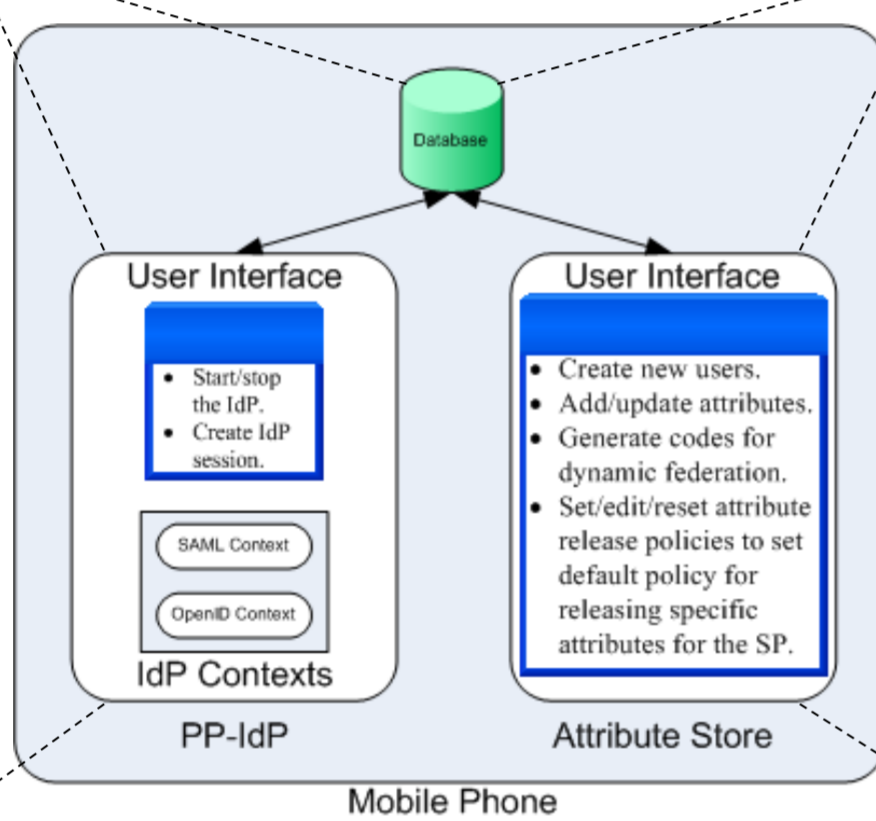 Database
User Interface
• Start/stop
the IdP.
• Create IdP
session.
SAML Context
OpenID Context
IdP Contexts
PP-IdP
User Interface
• Create new users.
• Add/update attributes.
• Generate codes for
dynamic federation.
• Set/edit/reset attribute
release policies to set
default policy for
releasing specific
attributes for the SP.
Attribute Store
Mobile Phone